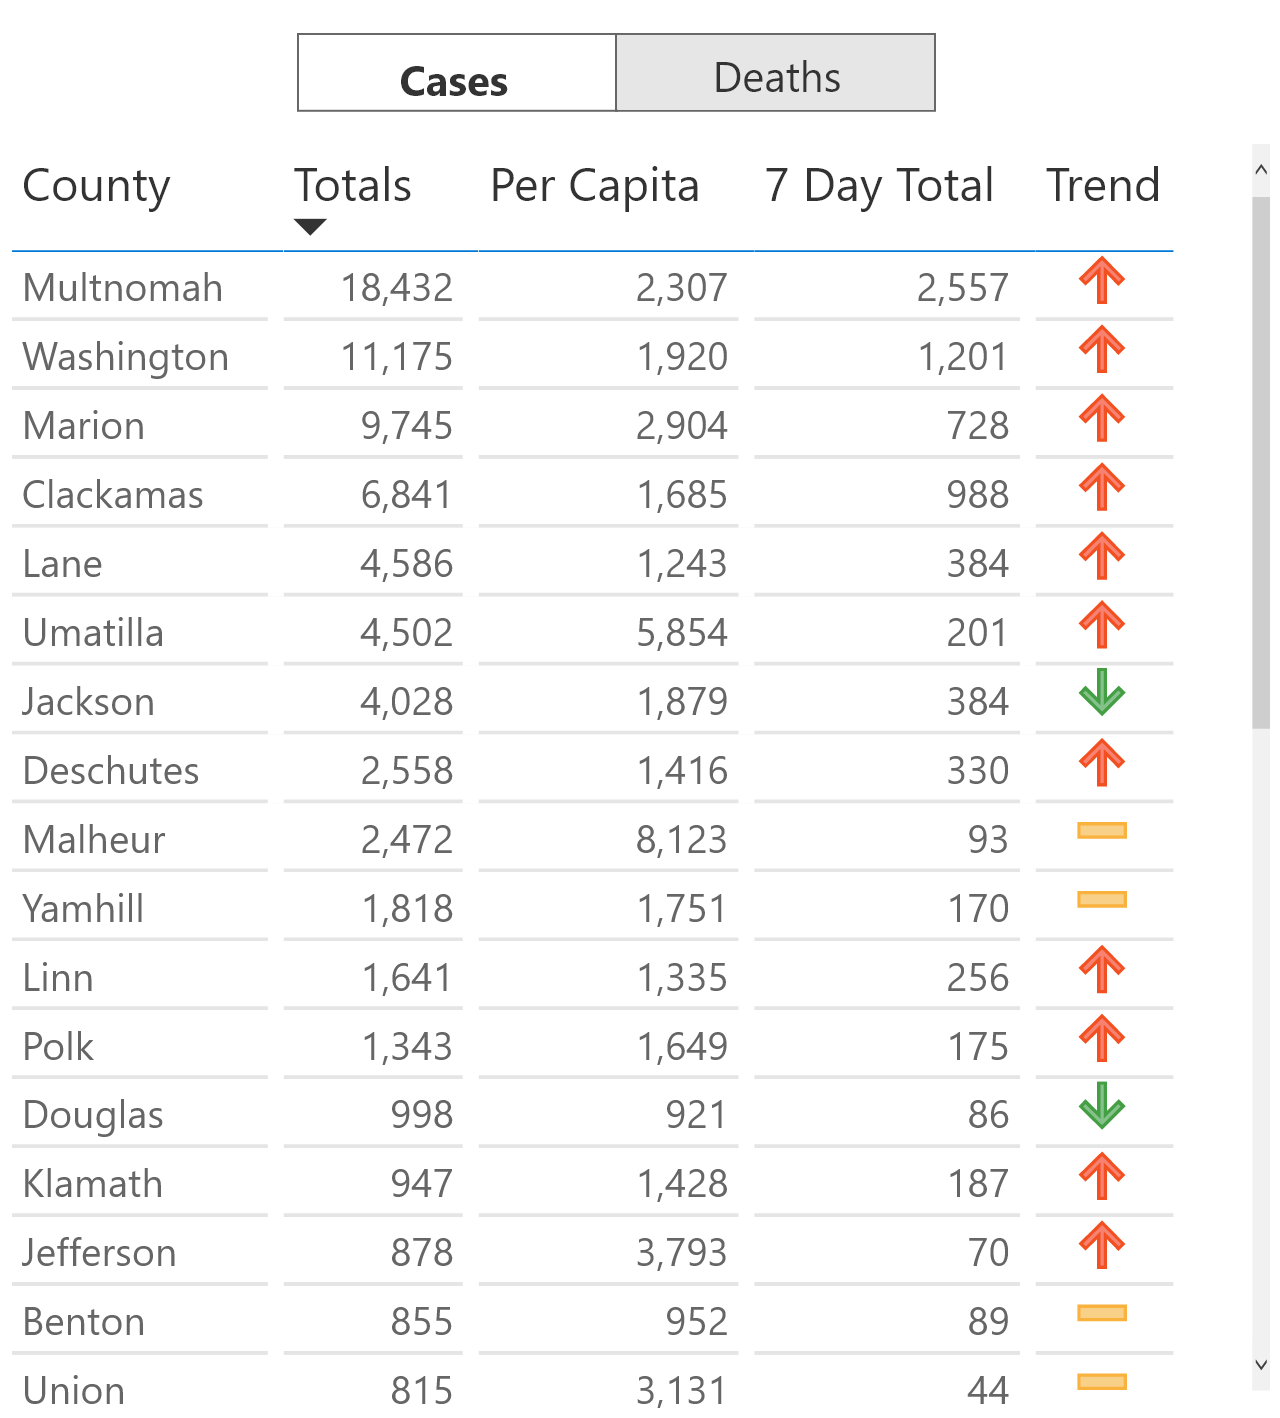 Cases Deaths
County Totals Per Capita 7 Day Total Trend
Multnomah 18,432 2,307 2,557
Washington 11,175 1,920 1,201
Marion 9,745 2,904 728
Clackamas 6,841 1,685 988
Lane 4,586 1,243 384
Umatilla 4,502 5,854 201
Jackson 4,028 1,879 384
Deschutes 2,558 1,416 330
Malheur 2,472 8,123 93
Yamhill 1,818 1,751 170
Linn 1,641 1,335 256
Polk 1,343 1,649 175
Douglas 998 921 86
Klamath 947 1,428 187
Jefferson 878 3,793 70
Benton 855 952 89
Union 815 3,131 44